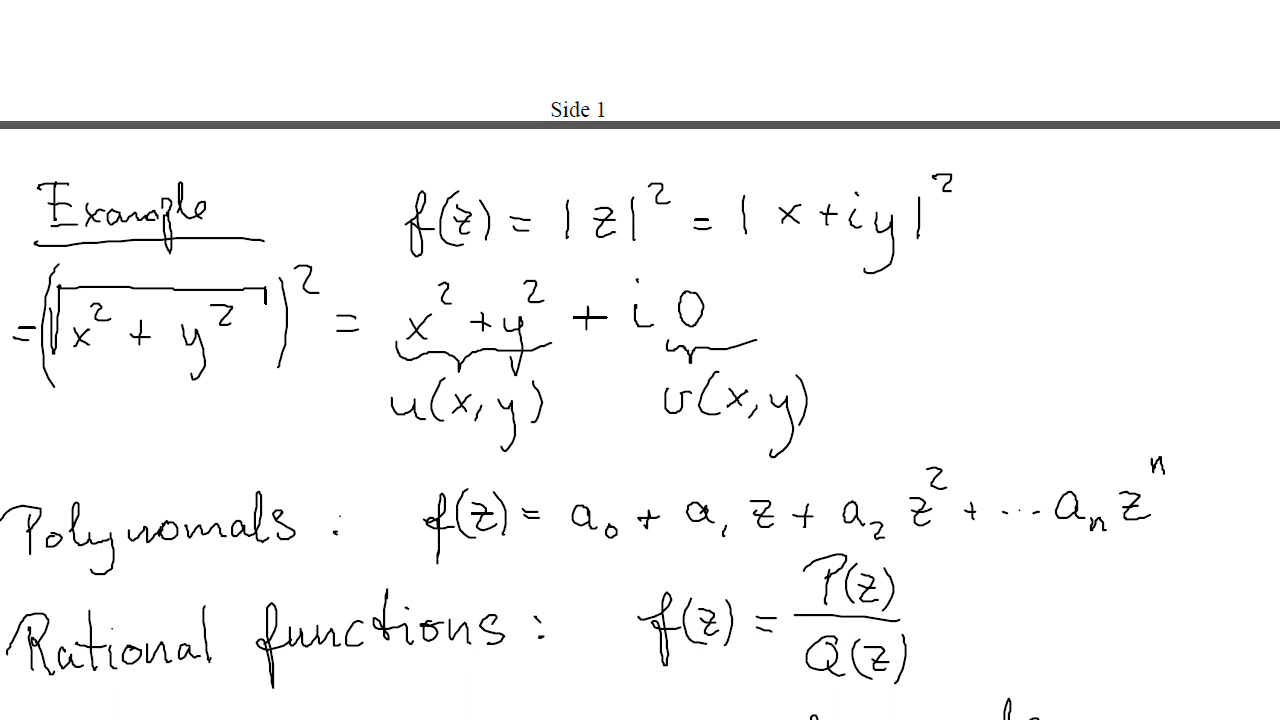 Side 1
Example f(z) = |z|² = |x+iy|²
=(√x² + y²)² = x² + y² + i 0
u(x,y) v(x,y)
Polynomals : f(z) = a₀ + a₁ z + a₂ z² + ... aₙ zⁿ
Rational functions : f(z) = P(z)/Q(z)